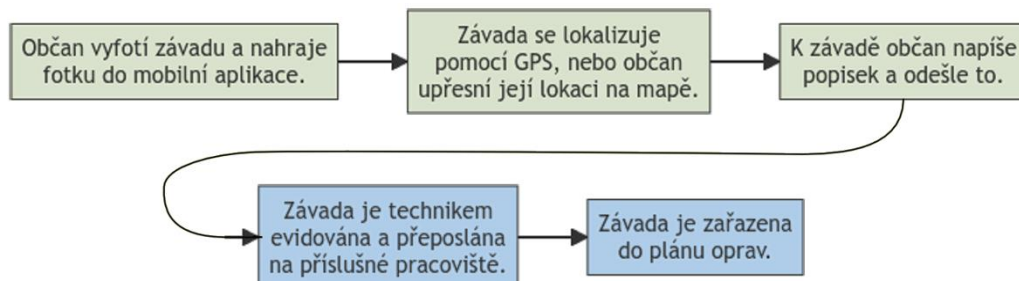 Občan vyfotí závadu a nahraje
fotku do mobilní aplikace.
Závada se lokalizuje
pomocí GPS, nebo občan
upřesní její lokaci na mapě.
K závadě občan napíše
popisek a odešle to.
Závada je technikem
evidována a přeposlána
na příslušné pracoviště.
Závada je zařazena
do plánu oprav.